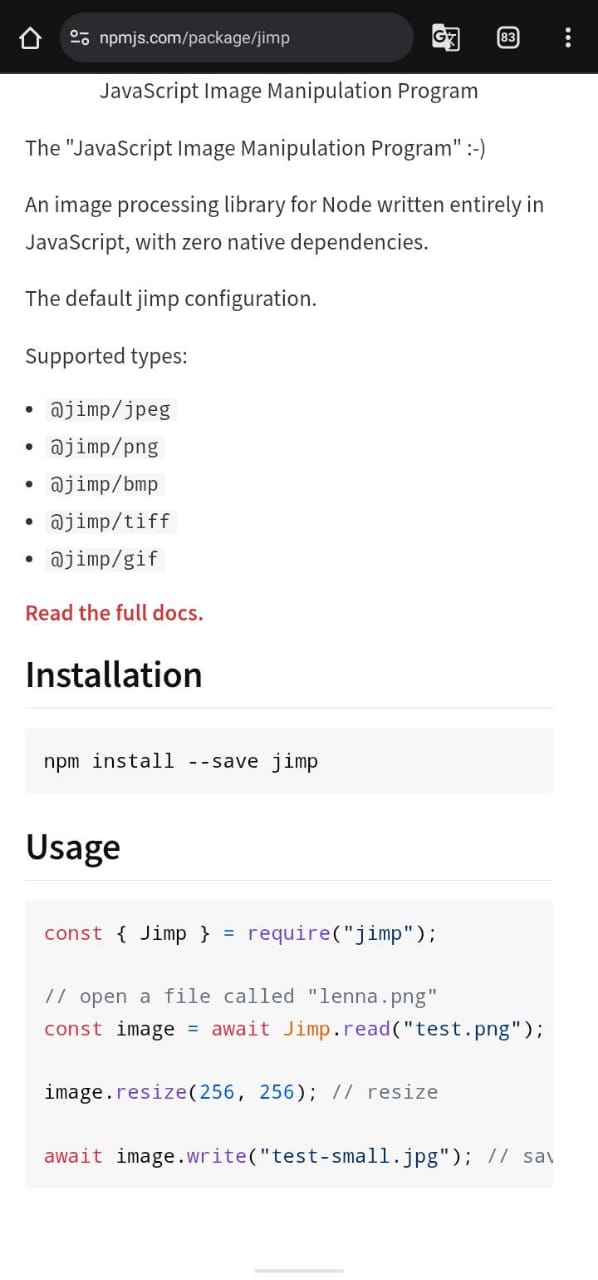 npmjs.com/package/jimp
83
JavaScript Image Manipulation Program
The "JavaScript Image Manipulation Program" :-)
An image processing library for Node written entirely in
JavaScript, with zero native dependencies.
The default jimp configuration.
Supported types:
• @jimp/jpeg
• @jimp/png
• @jimp/bmp
• @jimp/tiff
• @jimp/gif
Read the full docs.
Installation
npm install --save jimp
Usage
const { Jimp } = require("jimp");
// open a file called "lenna.png"
const image = await Jimp.read("test.png");
image.resize(256, 256); // resize
await image.write("test-small.jpg"); // sav